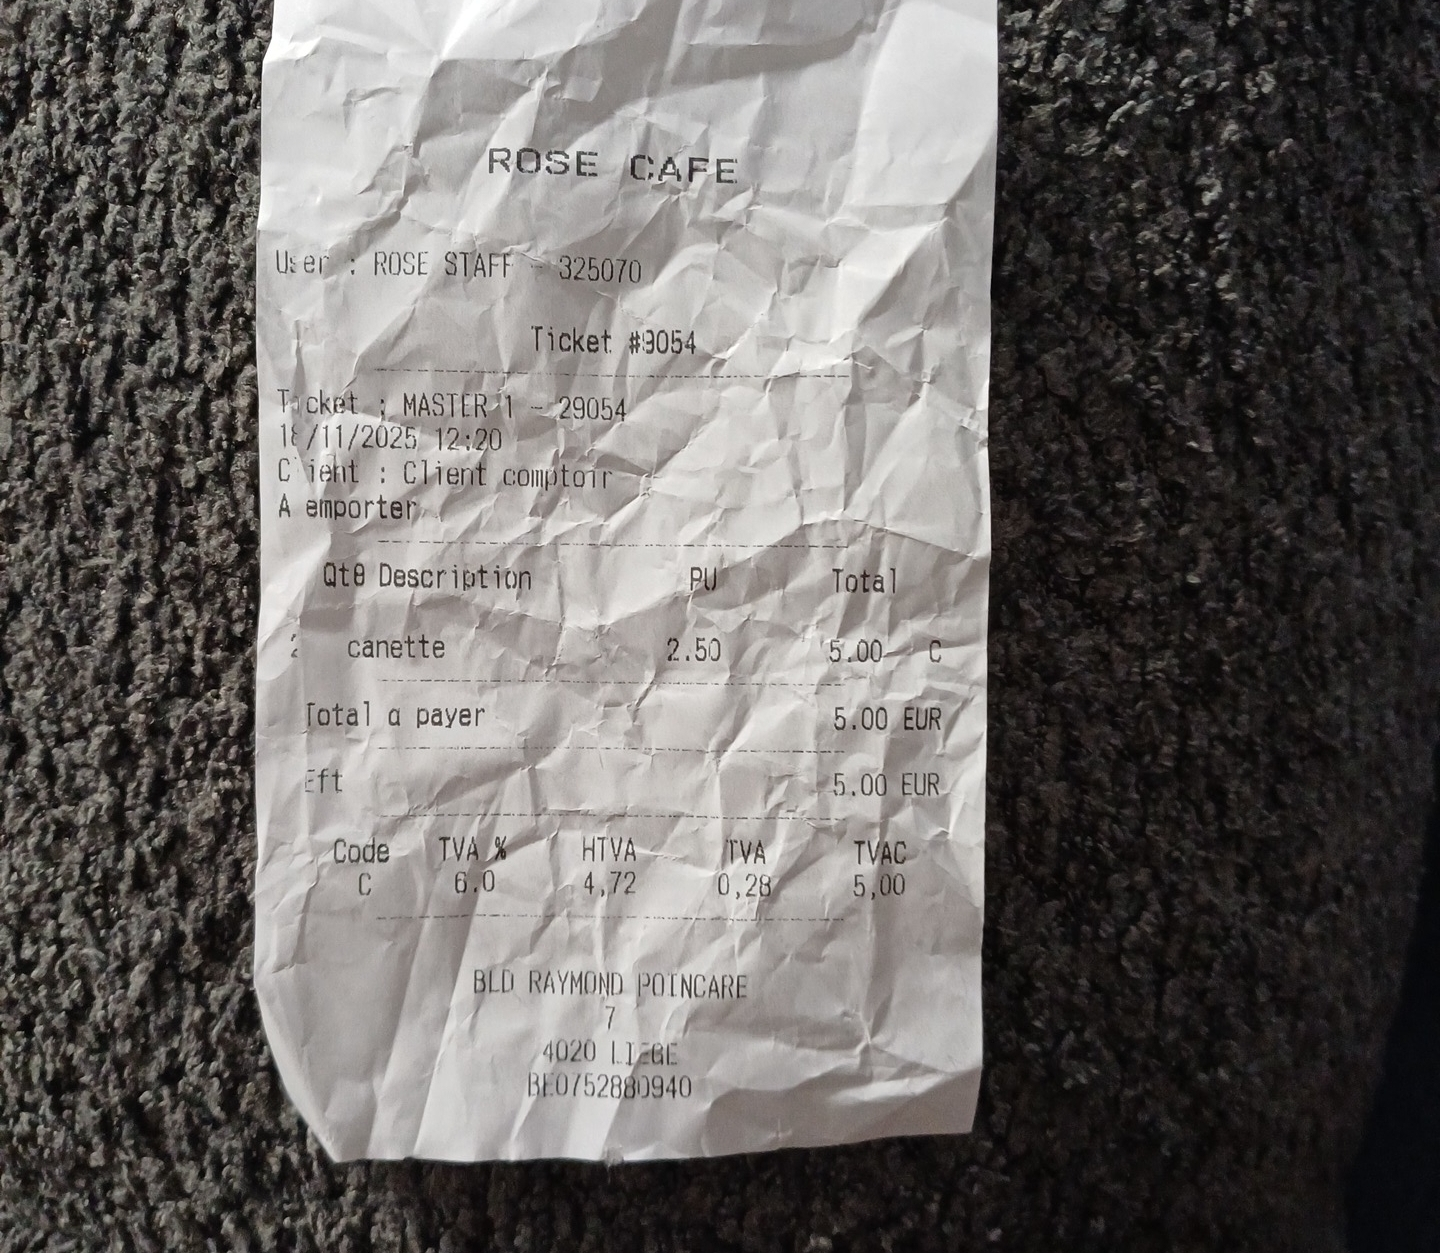 ROSE CAFE
User : ROSE STAFF - 325070
Ticket #9054
Ticket : MASTER 1 - 29054
18/11/2025 12:20
Client : Client comptoir
A emporter
Qté Description PU Total
2 canette 2.50 5.00 C
Total a payer 5.00 EUR
Eft 5.00 EUR
Code TVA % HTVA TVA TVAC
C 6.0 4,72 0,28 5,00
BLD RAYMOND POINCARE
7
4020 LIEGE
BE0752880940